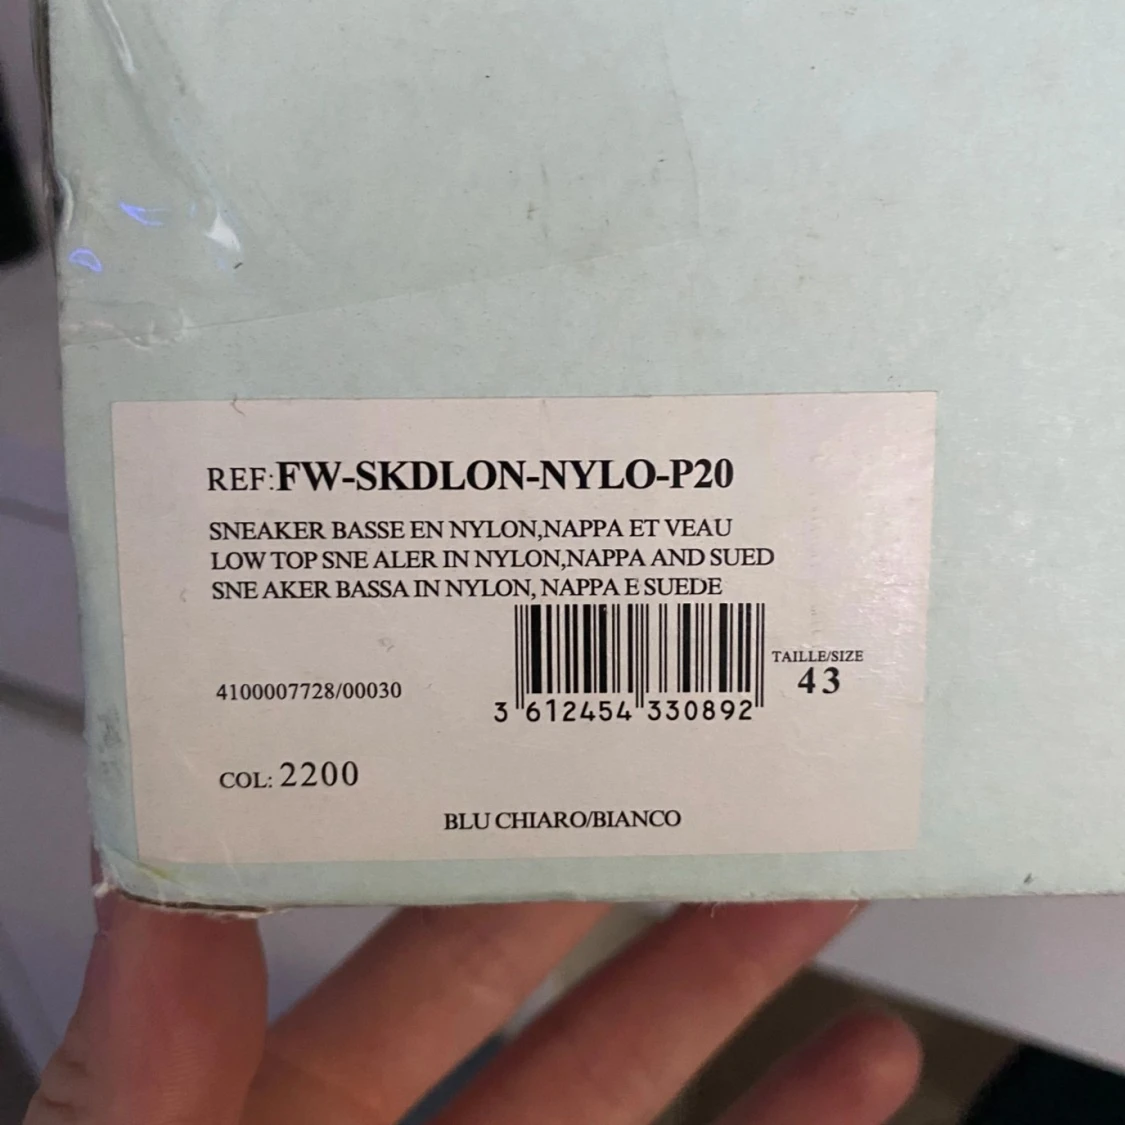 REF:FW-SKDLON-NYLO-P20
SNEAKER BASSE EN NYLON,NAPPA ET VEAU
LOW TOP SNE ALER IN NYLON,NAPPA AND SUED
SNE AKER BASSA IN NYLON, NAPPA E SUEDE
TAILLE/SIZE
43
4100007728/00030
3 612454 330892
COL: 2200
BLU CHIARO/BIANCO